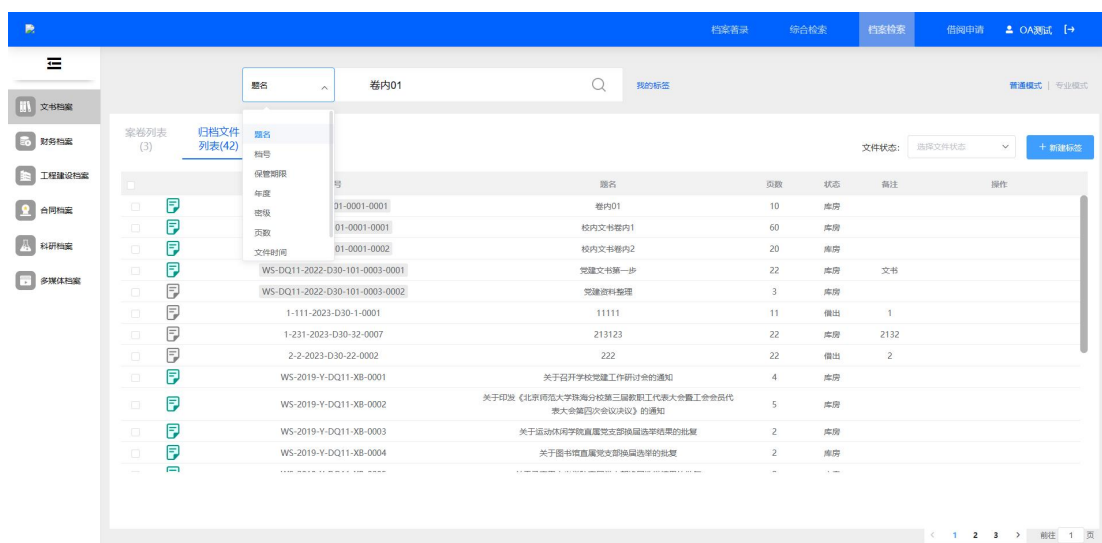 档案著录 综合检索 档案检索 借阅申请 OA测试
题名 卷内01 我的标签 普通模式 | 专业模式
文书档案
财务档案
工程建设档案
合同档案
科研档案
多媒体档案
案卷列表
(3)
归档文件
列表(42)
文件状态: 选择文件状态 + 新建标签
题名
档号
保管期限
年度
密级
页数
文件时间
号 题名 页数 状态 备注 操作
01-0001-0001 卷内01 10 库房
01-0001-0001 校内文书卷内1 60 库房
01-0001-0002 校内文书卷内2 20 库房
WS-DQ11-2022-D30-101-0003-0001 党建文书第一步 22 库房 文书
WS-DQ11-2022-D30-101-0003-0002 党建资料整理 3 库房
1-111-2023-D30-1-0001 11111 11 借出 1
1-231-2023-D30-32-0007 213123 22 库房 2132
2-2-2023-D30-22-0002 222 22 借出 2
WS-2019-Y-DQ11-XB-0001 关于召开学校党建工作研讨会的通知 4 库房
WS-2019-Y-DQ11-XB-0002 关于印发《北京师范大学珠海分校第三届教职工代表大会暨工会会员代
表大会第四次会议决议》的通知 5 库房
WS-2019-Y-DQ11-XB-0003 关于运动休闲学院直属党支部换届选举结果的批复 2 库房
WS-2019-Y-DQ11-XB-0004 关于图书馆直属党支部换届选举的批复 2 库房
< 1 2 3 > 前往 1 页